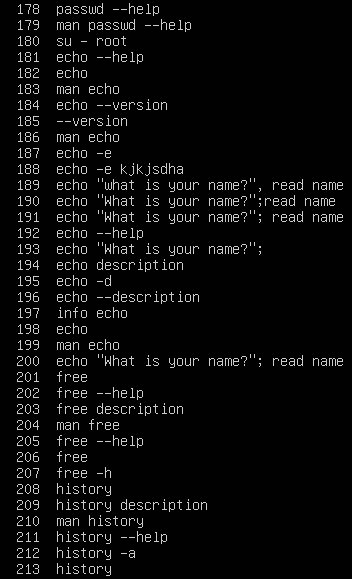 178 passwd --help
179 man passwd --help
180 su - root
181 echo --help
182 echo
183 man echo
184 echo --version
185 --version
186 man echo
187 echo -e
188 echo -e kjkjsdha
189 echo "what is your name?", read name
190 echo "What is your name?";read name
191 echo "What is your name?"; read name
192 echo --help
193 echo "What is your name?";
194 echo description
195 echo -d
196 echo --description
197 info echo
198 echo
199 man echo
200 echo "What is your name?"; read name
201 free
202 free --help
203 free description
204 man free
205 free --help
206 free
207 free -h
208 history
209 history description
210 man history
211 history --help
212 history -a
213 history